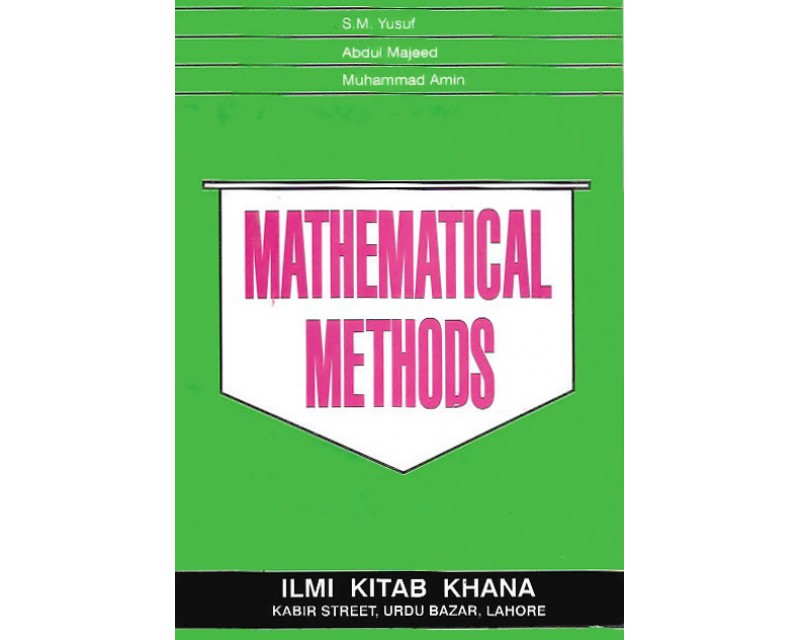 S.M. Yusuf
Abdul Majeed
Muhammad Amin
MATHEMATICAL
METHODS
ILMI KITAB KHANA
KABIR STREET, URDU BAZAR, LAHORE